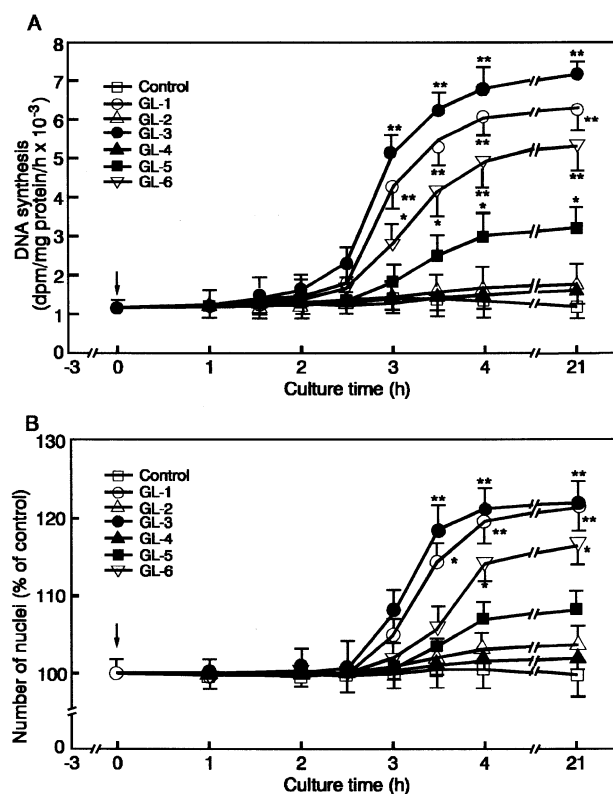 A
DNA synthesis
(dpm/mg protein/h x 10⁻³)
8
7
6
5
4
3
2
1
0
Control
GL-1
GL-2
GL-3
GL-4
GL-5
GL-6
** ** ** ** ** ** ** ** ** ** * * * *
-3 0 1 2 3 4 21
Culture time (h)
B
Number of nuclei (% of control)
130
120
110
100
0
Control
GL-1
GL-2
GL-3
GL-4
GL-5
GL-6
** ** ** ** ** * * *
-3 0 1 2 3 4 21
Culture time (h)